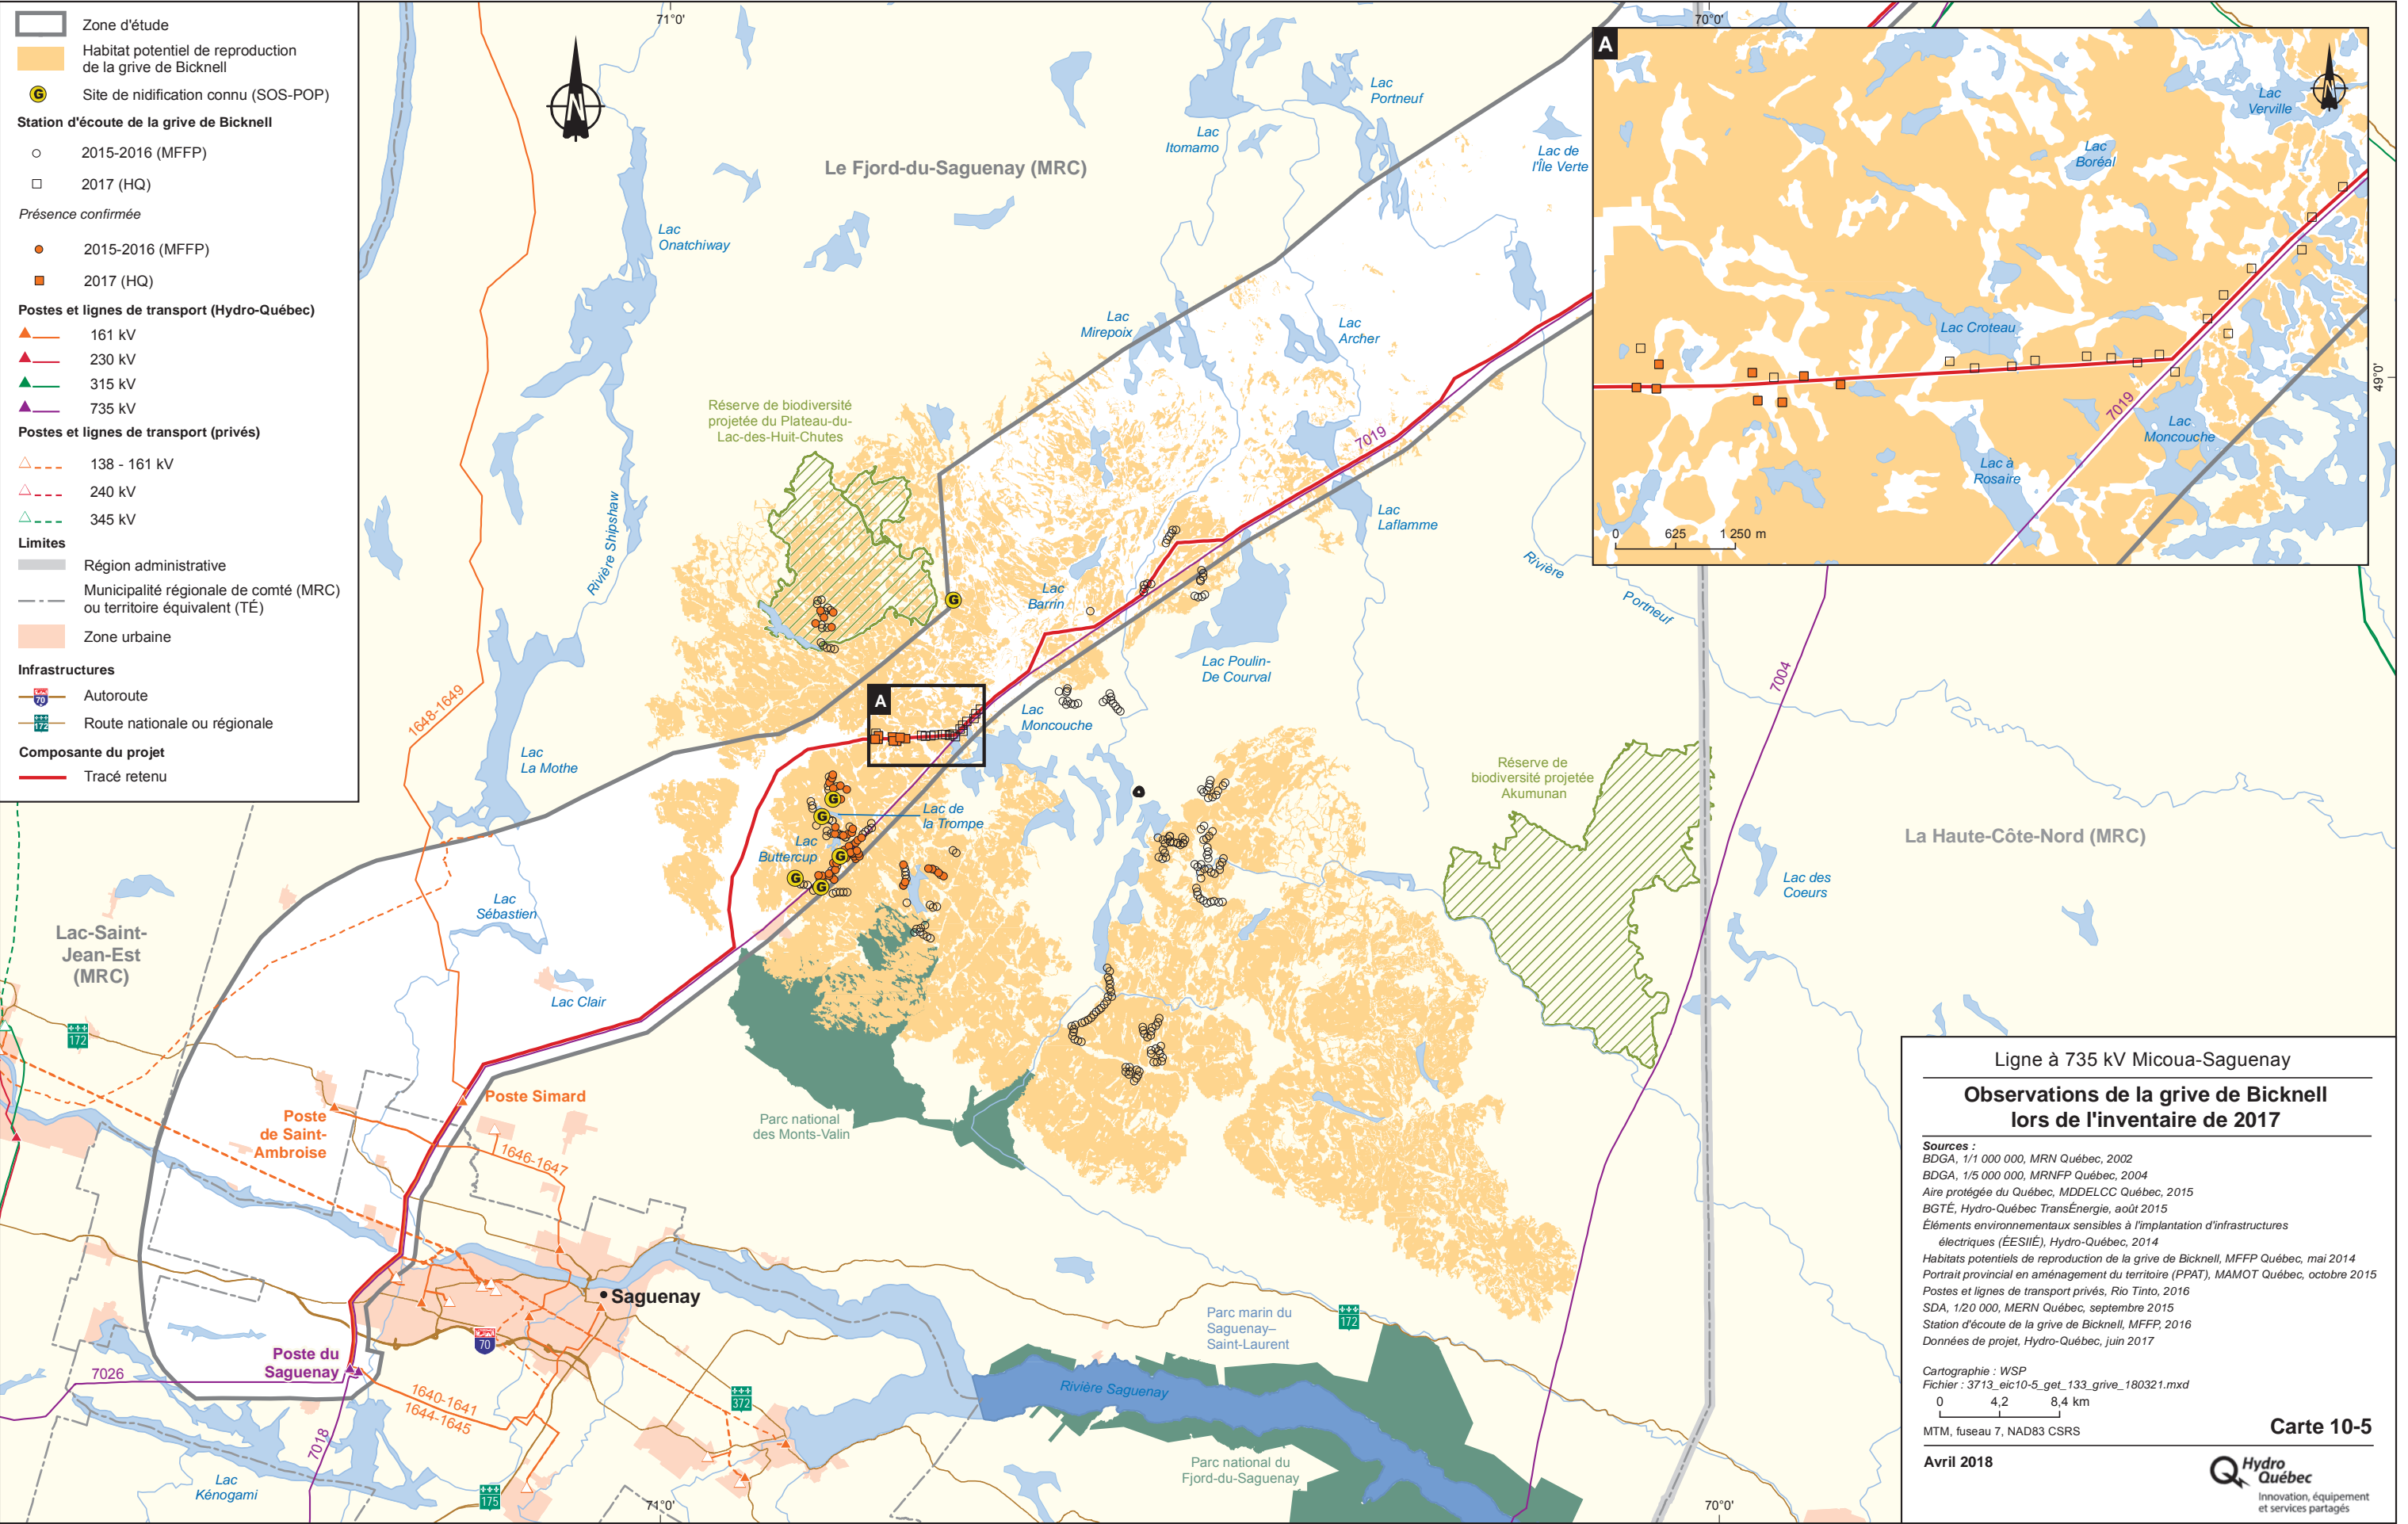 Zone d'étude
Habitat potentiel de reproduction
de la grive de Bicknell
G
Site de nidification connu (SOS-POP)
Station d'écoute de la grive de Bicknell
2015-2016 (MFFP)
2017 (HQ)
Présence confirmée
2015-2016 (MFFP)
2017 (HQ)
Postes et lignes de transport (Hydro-Québec)
161 kV
230 kV
315 kV
735 kV
Postes et lignes de transport (privés)
138 - 161 kV
240 kV
345 kV
Limites
Région administrative
Municipalité régionale de comté (MRC)
ou territoire équivalent (TÉ)
Zone urbaine
Infrastructures
70
Autoroute
172
Route nationale ou régionale
Composante du projet
Tracé retenu
71°0'
70°0'
N
Le Fjord-du-Saguenay (MRC)
Lac
Onatchiway
Lac
Itomamo
Lac
Portneuf
Lac de
l'Île Verte
Lac
Mirepoix
Lac
Archer
Réserve de biodiversité
projetée du Plateau-du-
Lac-des-Huit-Chutes
7019
Rivière Shipshaw
Lac
Laflamme
Rivière
Portneuf
Lac
Barrin
G
Lac Poulin-
De Courval
1648-1649
A
Lac
Moncouche
7004
Lac
La Mothe
Réserve de
biodiversité projetée
Akumunan
G
G
Lac de
la Trompe
Lac
Buttercup
G
G
G
La Haute-Côte-Nord (MRC)
Lac des
Coeurs
Lac
Sébastien
Lac-Saint-
Jean-Est
(MRC)
Lac Clair
172
Poste Simard
Poste
de Saint-
Ambroise
Parc national
des Monts-Valin
1646-1647
Saguenay
70
Poste du
Saguenay
7026
1640-1641
1644-1645
7018
372
Parc marin du
Saguenay–
Saint-Laurent
172
Rivière Saguenay
Parc national du
Fjord-du-Saguenay
Lac
Kénogami
175
71°0'
70°0'
A
N
Lac
Verville
Lac
Boréal
Lac Croteau
7019
Lac
Moncouche
Lac à
Rosaire
0 625 1 250 m
49°0'
Ligne à 735 kV Micoua-Saguenay
Observations de la grive de Bicknell
lors de l'inventaire de 2017
Sources :
BDGA, 1/1 000 000, MRN Québec, 2002
BDGA, 1/5 000 000, MRNFP Québec, 2004
Aire protégée du Québec, MDDELCC Québec, 2015
BGTÉ, Hydro-Québec TransÉnergie, août 2015
Éléments environnementaux sensibles à l'implantation d'infrastructures
électriques (ÉESIIÉ), Hydro-Québec, 2014
Habitats potentiels de reproduction de la grive de Bicknell, MFFP Québec, mai 2014
Portrait provincial en aménagement du territoire (PPAT), MAMOT Québec, octobre 2015
Postes et lignes de transport privés, Rio Tinto, 2016
SDA, 1/20 000, MERN Québec, septembre 2015
Station d'écoute de la grive de Bicknell, MFFP, 2016
Données de projet, Hydro-Québec, juin 2017
Cartographie : WSP
Fichier : 3713_eic10-5_get_133_grive_180321.mxd
0 4,2 8,4 km
MTM, fuseau 7, NAD83 CSRS
Carte 10-5
Avril 2018
Hydro
Québec
Innovation, équipement
et services partagés